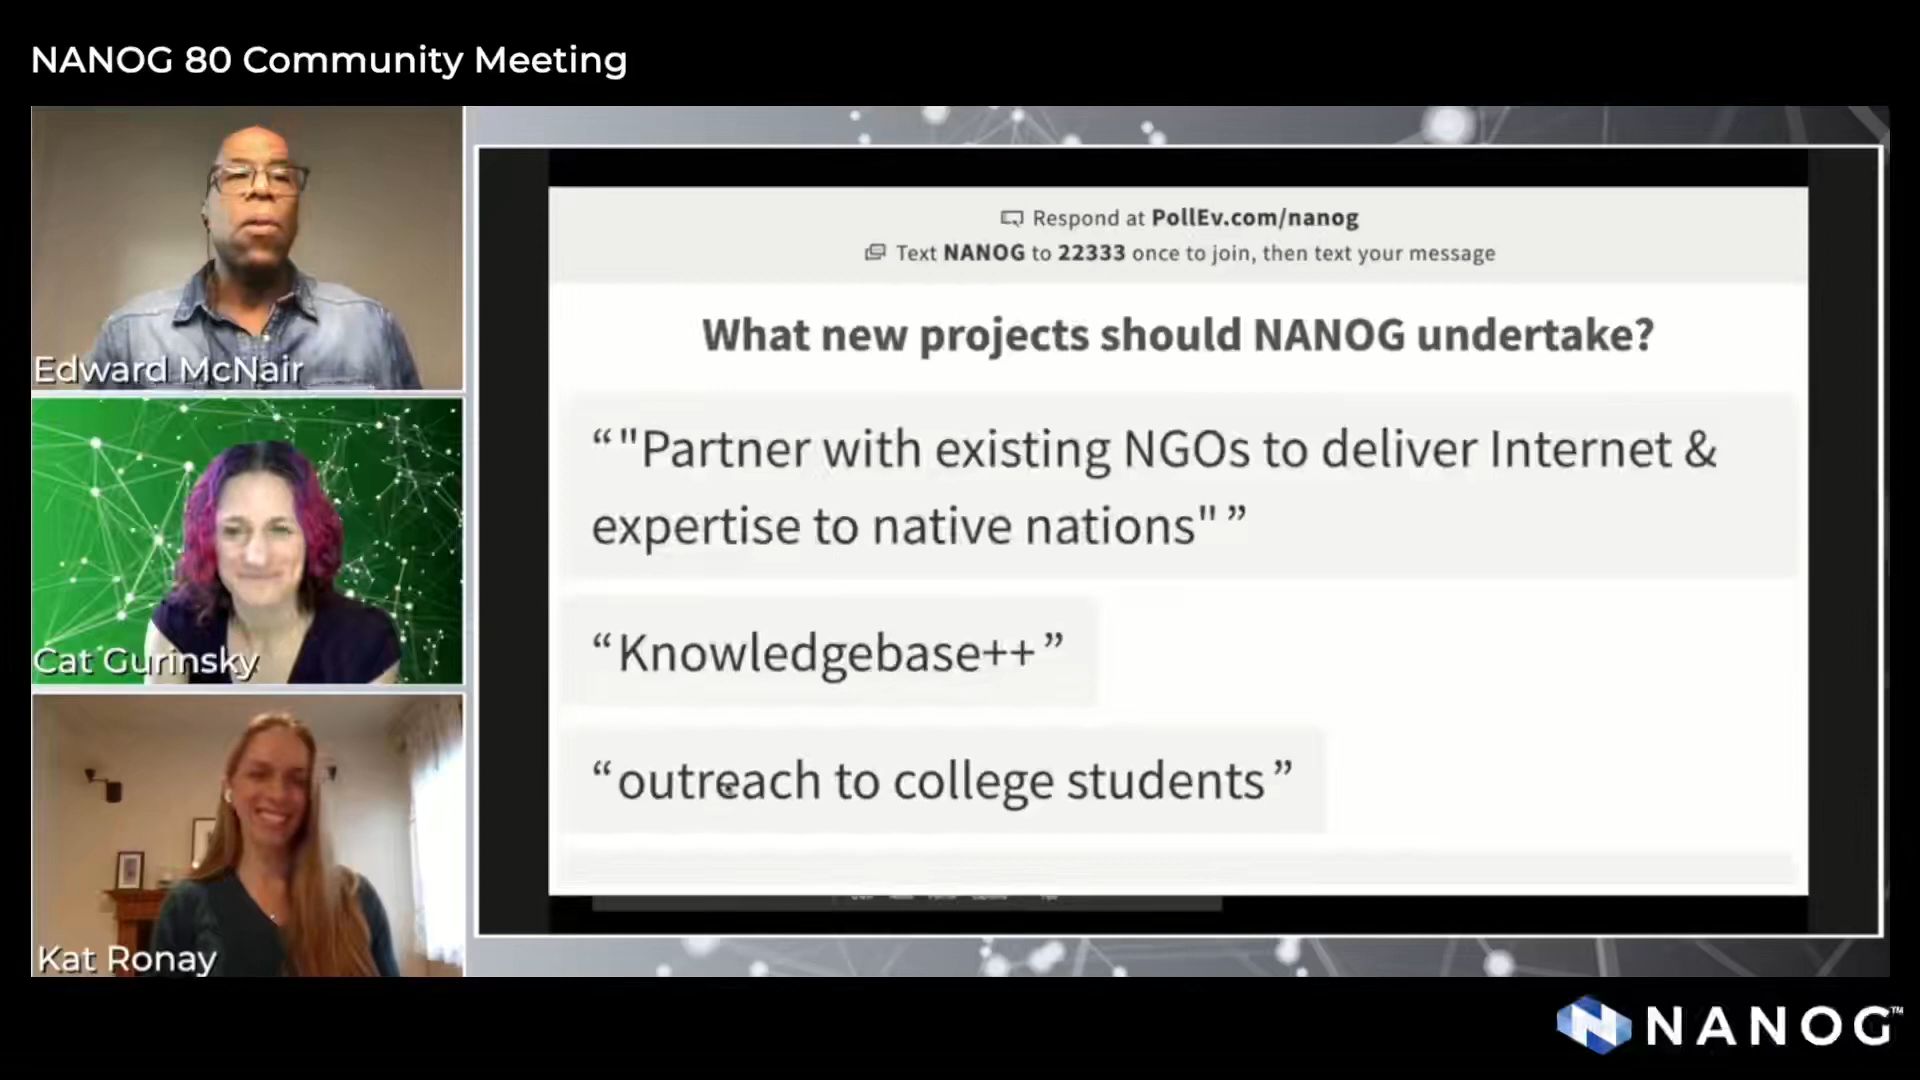 NANOG 80 Community Meeting
Edward McNair
Cat Gurinsky
Kat Ronay
Respond at PollEv.com/nanog
Text NANOG to 22333 once to join, then text your message
What new projects should NANOG undertake?
“"Partner with existing NGOs to deliver Internet &
expertise to native nations"”
“Knowledgebase++”
“outreach to college students”
NANOG™